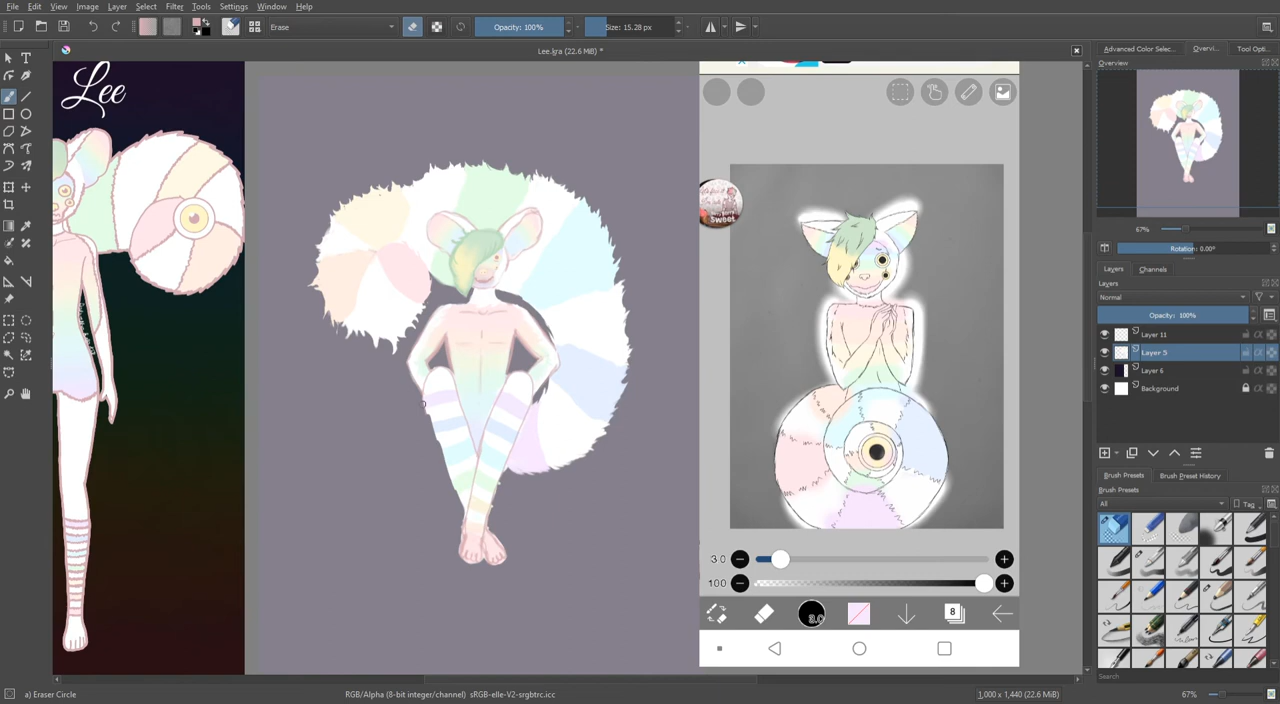 File Edit View Image Layer Select Filter Tools Settings Window Help
Erase Opacity: 100% Size: 15.28 px
Lee.kra (22.6 MiB) *
Advanced Color Selec... Overvi... Tool Opti...
Overview
Lee
Sweet
67%
Rotation: 0.00°
Layers Channels
Layers
Normal
Opacity: 100%
Layer 11
Layer 5
Layer 6
Background
Brush Presets Brush Preset History
Brush Presets
All Tag
3.0
100
3.0
8
Search
a) Eraser Circle RGB/Alpha (8-bit integer/channel) sRGB-elle-V2-srgbtrc.icc 1,000 x 1,440 (22.6 MiB) 67%